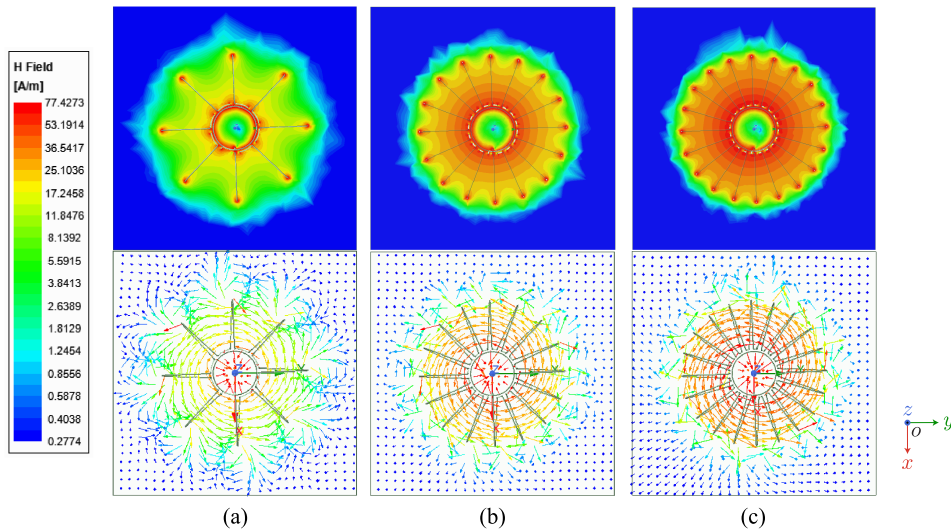 H Field
[A/m]
77.4273
53.1914
36.5417
25.1036
17.2458
11.8476
8.1392
5.5915
3.8413
2.6389
1.8129
1.2454
0.8556
0.5878
0.4038
0.2774
z
O
y
x
(a)
(b)
(c)